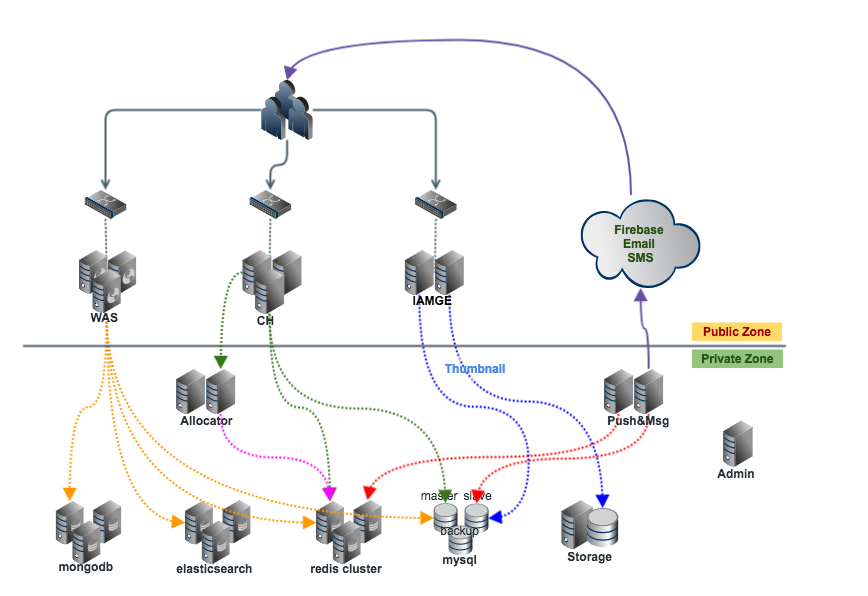 Firebase
Email
SMS
WAS
CH
IAMGE
Public Zone
Private Zone
Thumbnail
Allocator
Push&Msg
Admin
master slave
backup
mysql
mongodb
elasticsearch
redis cluster
Storage